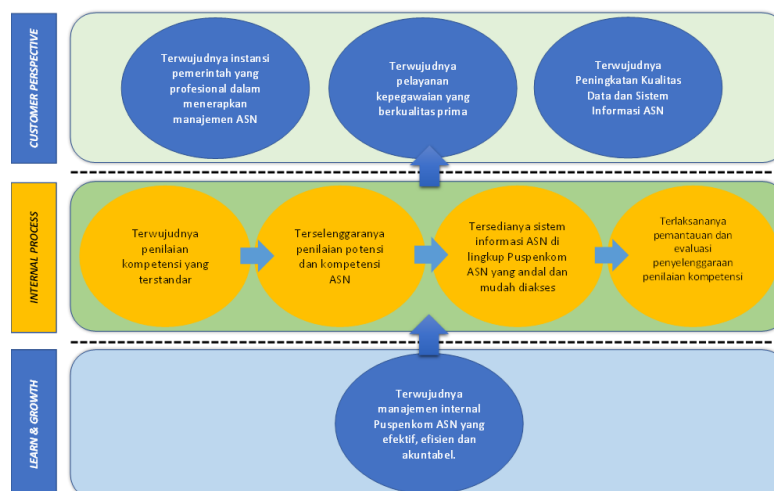 CUSTOMER PERSPECTIVE
Terwujudnya instansi
pemerintah yang
profesional dalam
menerapkan
manajemen ASN
Terwujudnya
pelayanan
kepegawaian yang
berkualitas prima
Terwujudnya
Peningkatan Kualitas
Data dan Sistem
Informasi ASN
INTERNAL PROCESS
Terwujudnya
penilaian
kompetensi yang
terstandar
Terselenggaranya
penilaian potensi
dan kompetensi
ASN
Tersedianya sistem
informasi ASN di
lingkup Puspenkom
ASN yang andal dan
mudah diakses
Terlaksananya
pemantauan dan
evaluasi
penyelenggaraan
penilaian kompetensi
LEARN & GROWTH
Terwujudnya
manajemen internal
Puspenkom ASN yang
efektif, efisien dan
akuntabel.